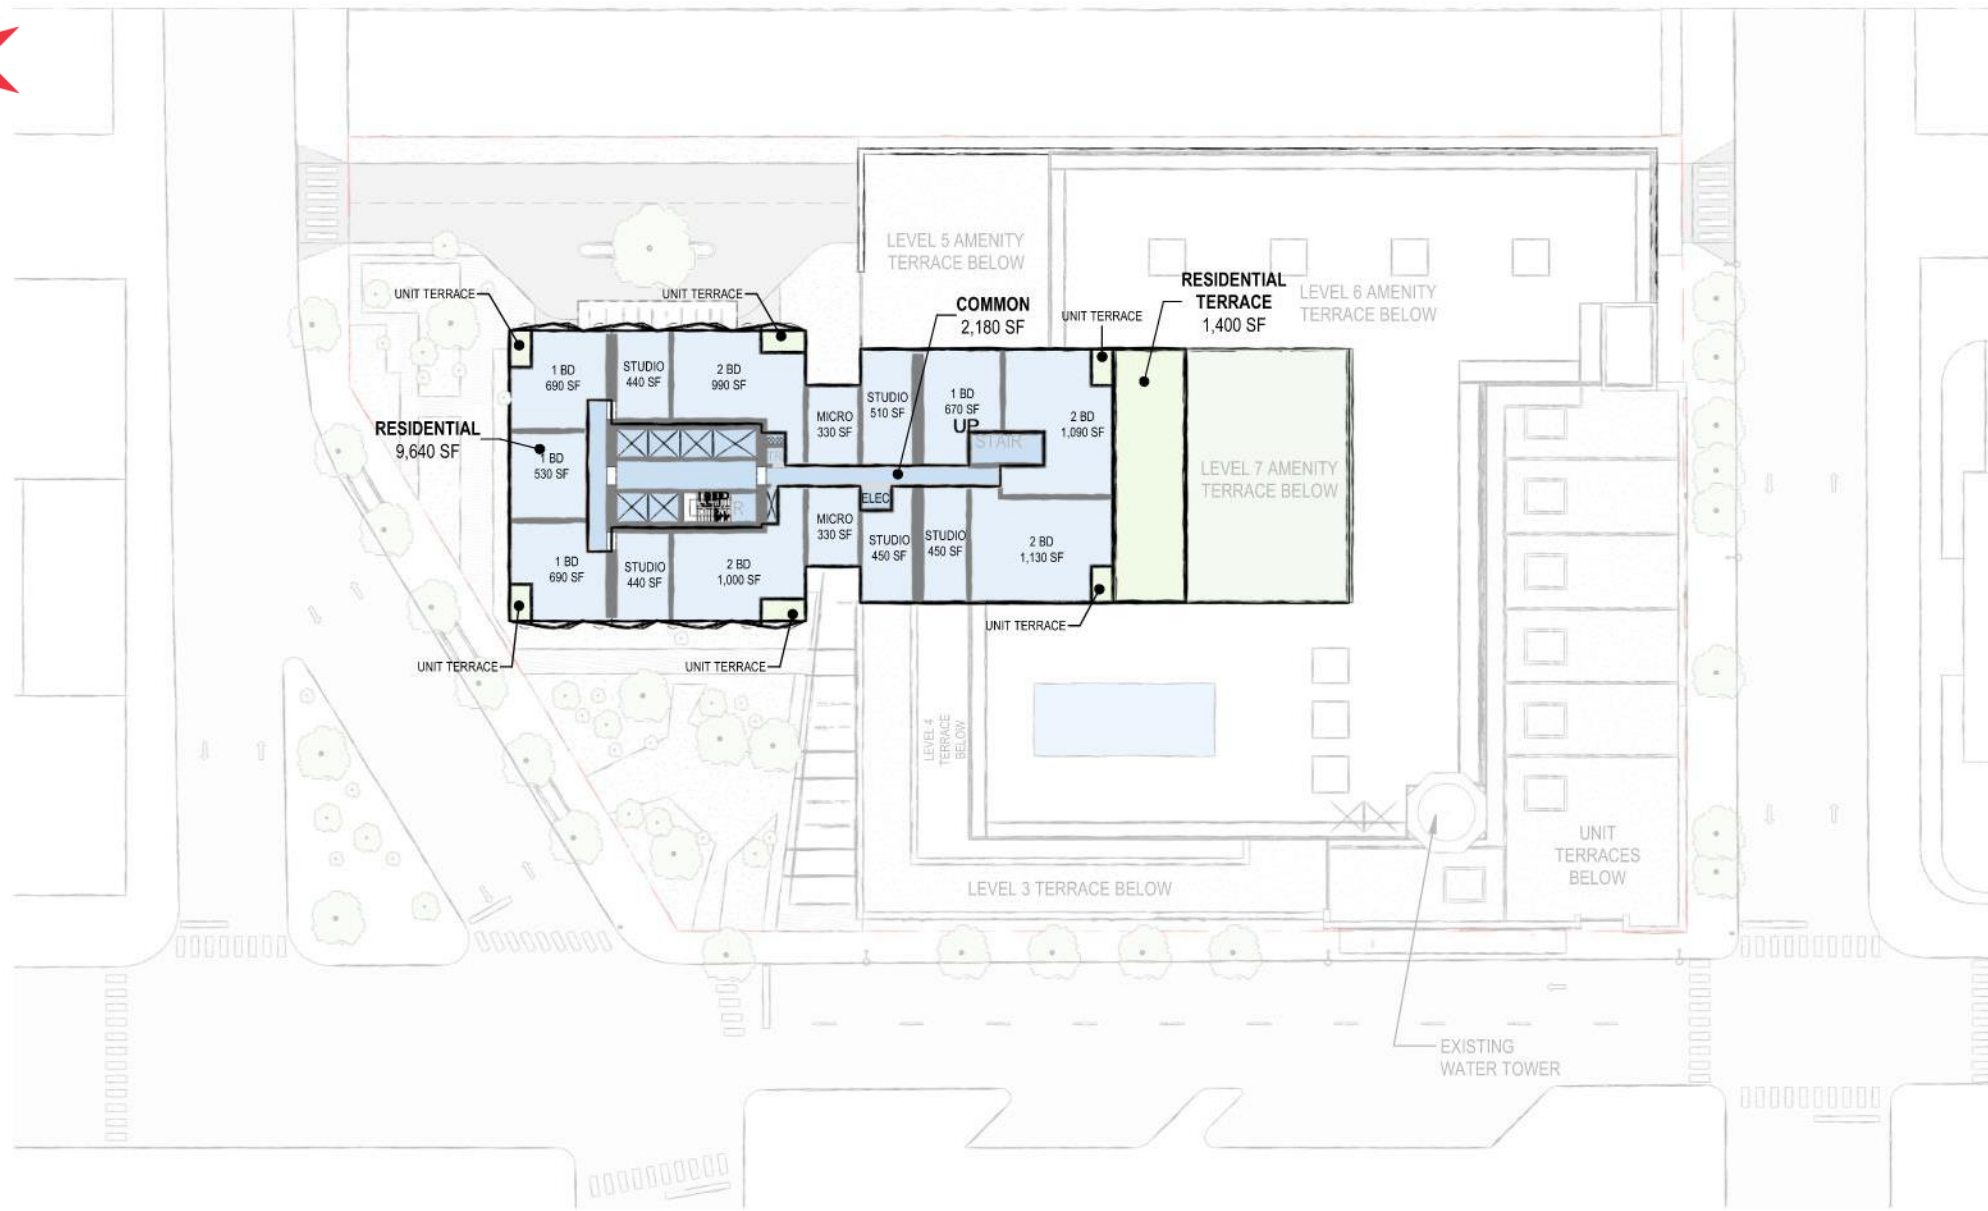 LEVEL 5 AMENITY
TERRACE BELOW
RESIDENTIAL
TERRACE
1,400 SF
LEVEL 6 AMENITY
TERRACE BELOW
UNIT TERRACE
UNIT TERRACE
COMMON
2,180 SF
UNIT TERRACE
1 BD
690 SF
STUDIO
440 SF
2 BD
990 SF
MICRO
330 SF
STUDIO
510 SF
1 BD
670 SF
UP
STAIR
2 BD
1,090 SF
RESIDENTIAL
9,640 SF
1 BD
530 SF
LEVEL 7 AMENITY
TERRACE BELOW
ELEC
MICRO
330 SF
STUDIO
450 SF
STUDIO
450 SF
2 BD
1,130 SF
1 BD
690 SF
STUDIO
440 SF
2 BD
1,000 SF
UNIT TERRACE
UNIT TERRACE
UNIT TERRACE
LEVEL 4
TERRACE
BELOW
UNIT
TERRACES
BELOW
LEVEL 3 TERRACE BELOW
EXISTING
WATER TOWER